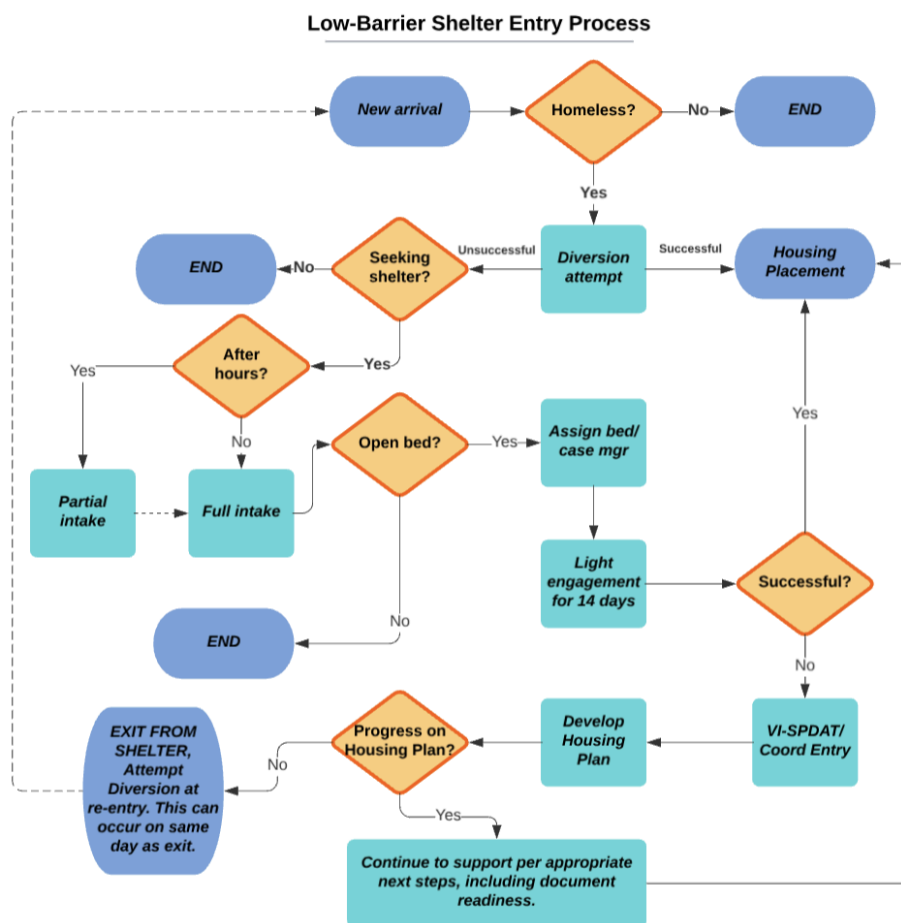 Low-Barrier Shelter Entry Process
New arrival
Homeless?
No
END
Yes
END
No
Seeking
shelter?
Unsuccessful
Diversion
attempt
Successful
Housing
Placement
Yes
After
hours?
Yes
No
Partial
intake
Full intake
Open bed?
Yes
Assign bed/
case mgr
Yes
Light
engagement
for 14 days
Successful?
No
END
No
EXIT FROM
SHELTER,
Attempt
Diversion at
re-entry. This can
occur on same
day as exit.
No
Progress on
Housing Plan?
Develop
Housing
Plan
VI-SPDAT/
Coord Entry
Yes
Continue to support per appropriate
next steps, including document
readiness.